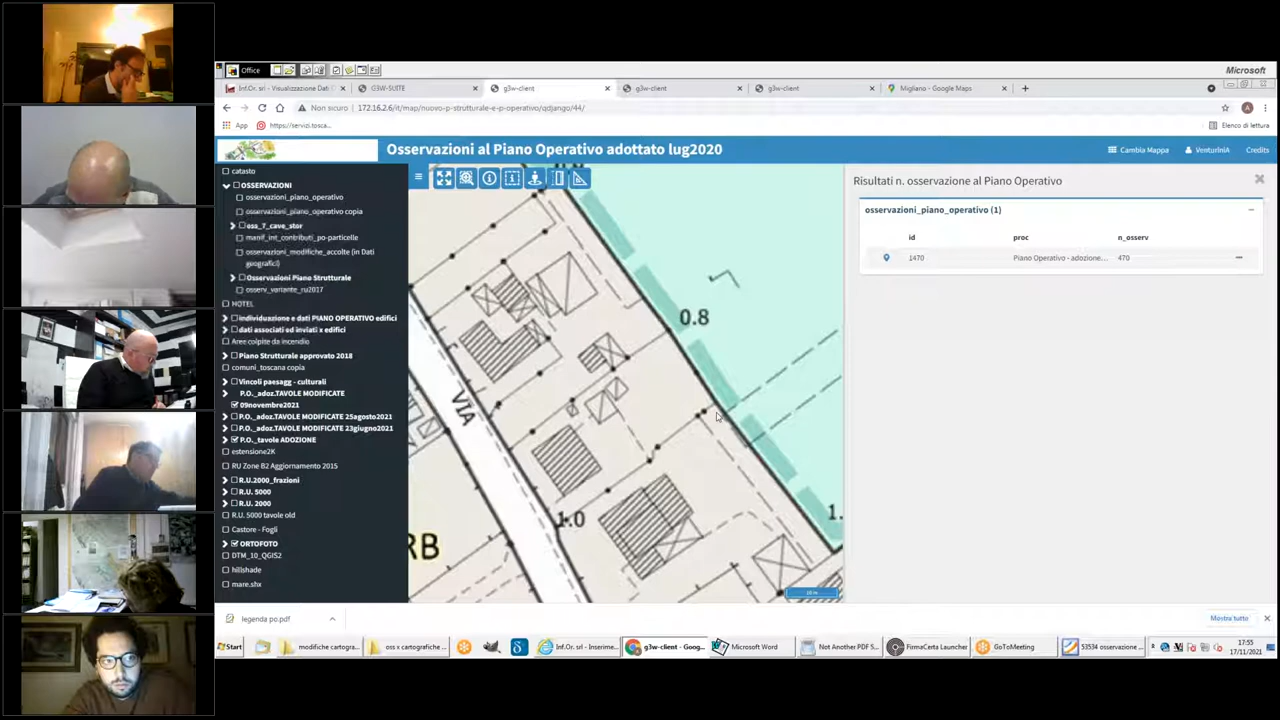 Office
Microsoft
Inf.Or. srl - Visualizzazione Dati
G3W-SUITE
g3w-client
g3w-client
g3w-client
Migliano - Google Maps
Non sicuro | 172.16.2.6/it/map/nuovo-p-strutturale-e-p-operativo/qdjango/44/
App
https://servizi.tosca...
Elenco di lettura
Osservazioni al Piano Operativo adottato lug2020
Cambia Mappa
VenturiniA
Credits
catasto
OSSERVAZIONI
osservazioni_piano_operativo
osservazioni_piano_operativo copia
oss_7_cave_stor
manif_int_contributi_po-particelle
osservazioni_modifiche_accolte (in Dati
geografici)
Osservazioni Piano Strutturale
osserv_variante_ru2017
HOTEL
individuazione e dati PIANO OPERATIVO edifici
dati associati ed inviati x edifici
Aree colpite da incendio
Piano Strutturale approvato 2018
comuni_toscana copia
Vincoli paesagg - culturali
P.O._adoz.TAVOLE MODIFICATE
09novembre2021
P.O._adoz.TAVOLE MODIFICATE 25agosto2021
P.O._adoz.TAVOLE MODIFICATE 23giugno2021
P.O._tavole ADOZIONE
estensione2K
RU Zone B2 Aggiornamento 2015
R.U.2000_frazioni
R.U. 5000
R.U. 2000
R.U. 5000 tavole old
Castore - Fogli
ORTOFOTO
DTM_10_QGIS2
hillshade
mare.shx
0.8
VIA
1.0
1.
RB
10 m
Risultati n. osservazione al Piano Operativo
osservazioni_piano_operativo (1)
id proc n_osserv
1470 Piano Operativo - adozione... 470
legenda po.pdf
Mostra tutto
Start
modifiche cartogra...
oss x cartografiche ...
Inf.Or. srl - Inserime...
g3w-client - Goog...
Microsoft Word
Not Another PDF S...
FirmaCerta Launcher
GoToMeeting
53534 osservazione ...
17:55
17/11/2021